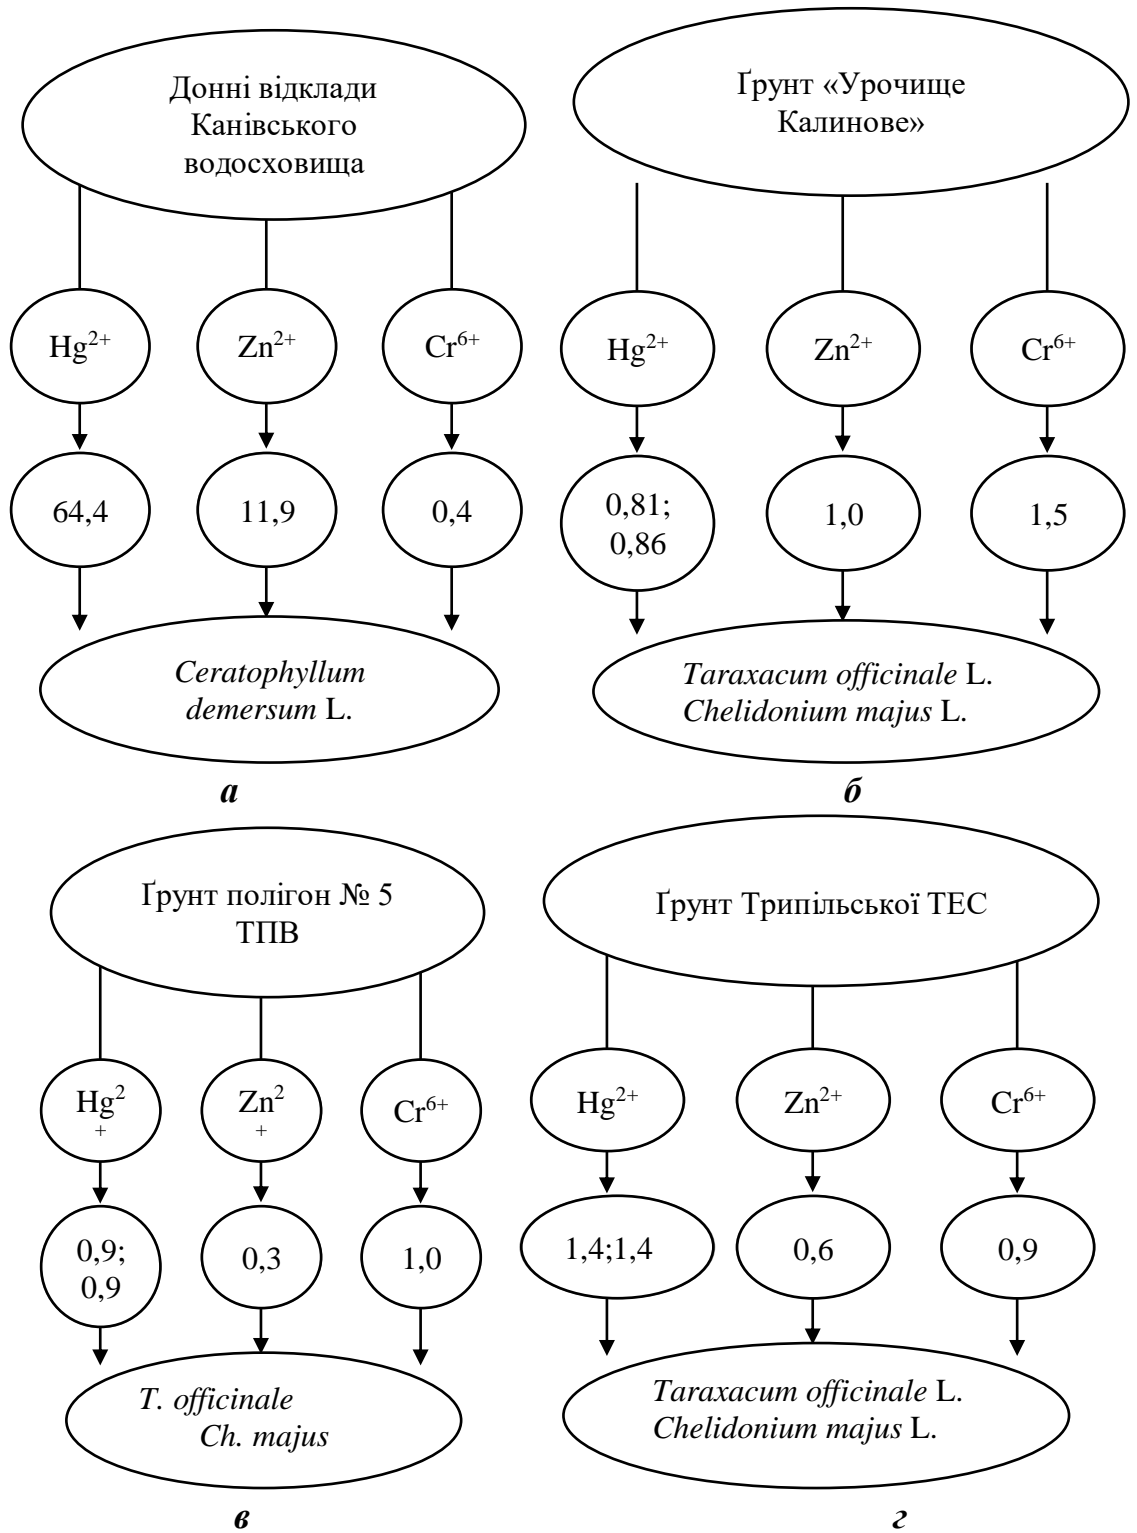 Донні відклади
Канівського
водосховища
Hg²⁺
Zn²⁺
Cr⁶⁺
64,4
11,9
0,4
Ceratophyllum
demersum L.
а
Ґрунт «Урочище
Калинове»
Hg²⁺
Zn²⁺
Cr⁶⁺
0,81;
0,86
1,0
1,5
Taraxacum officinale L.
Chelidonium majus L.
б
Ґрунт полігон № 5
ТПВ
Hg²
⁺
Zn²
⁺
Cr⁶⁺
0,9;
0,9
0,3
1,0
T. officinale
Ch. majus
в
Ґрунт Трипільської ТЕС
Hg²⁺
Zn²⁺
Cr⁶⁺
1,4;1,4
0,6
0,9
Taraxacum officinale L.
Chelidonium majus L.
г